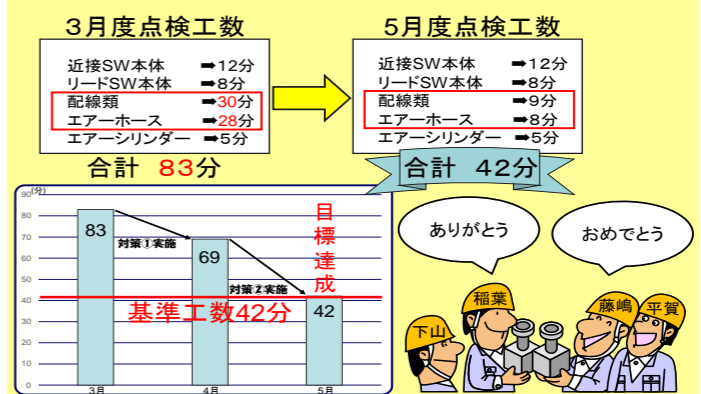 3月度点検工数
近接SW本体 ➡12分
リードSW本体 ➡8分
配線類 ➡30分
エアーホース ➡28分
エアーシリンダー ➡5分
合計 83分
5月度点検工数
近接SW本体 ➡12分
リードSW本体 ➡8分
配線類 ➡9分
エアーホース ➡8分
エアーシリンダー ➡5分
合計 42分
(分)
90
80
70
60
50
40
30
20
10
0
83
対策①実施
69
対策②実施
目標達成
基準工数42分
42
3月
4月
5月
ありがとう
おめでとう
下山
稲葉
藤嶋
平賀